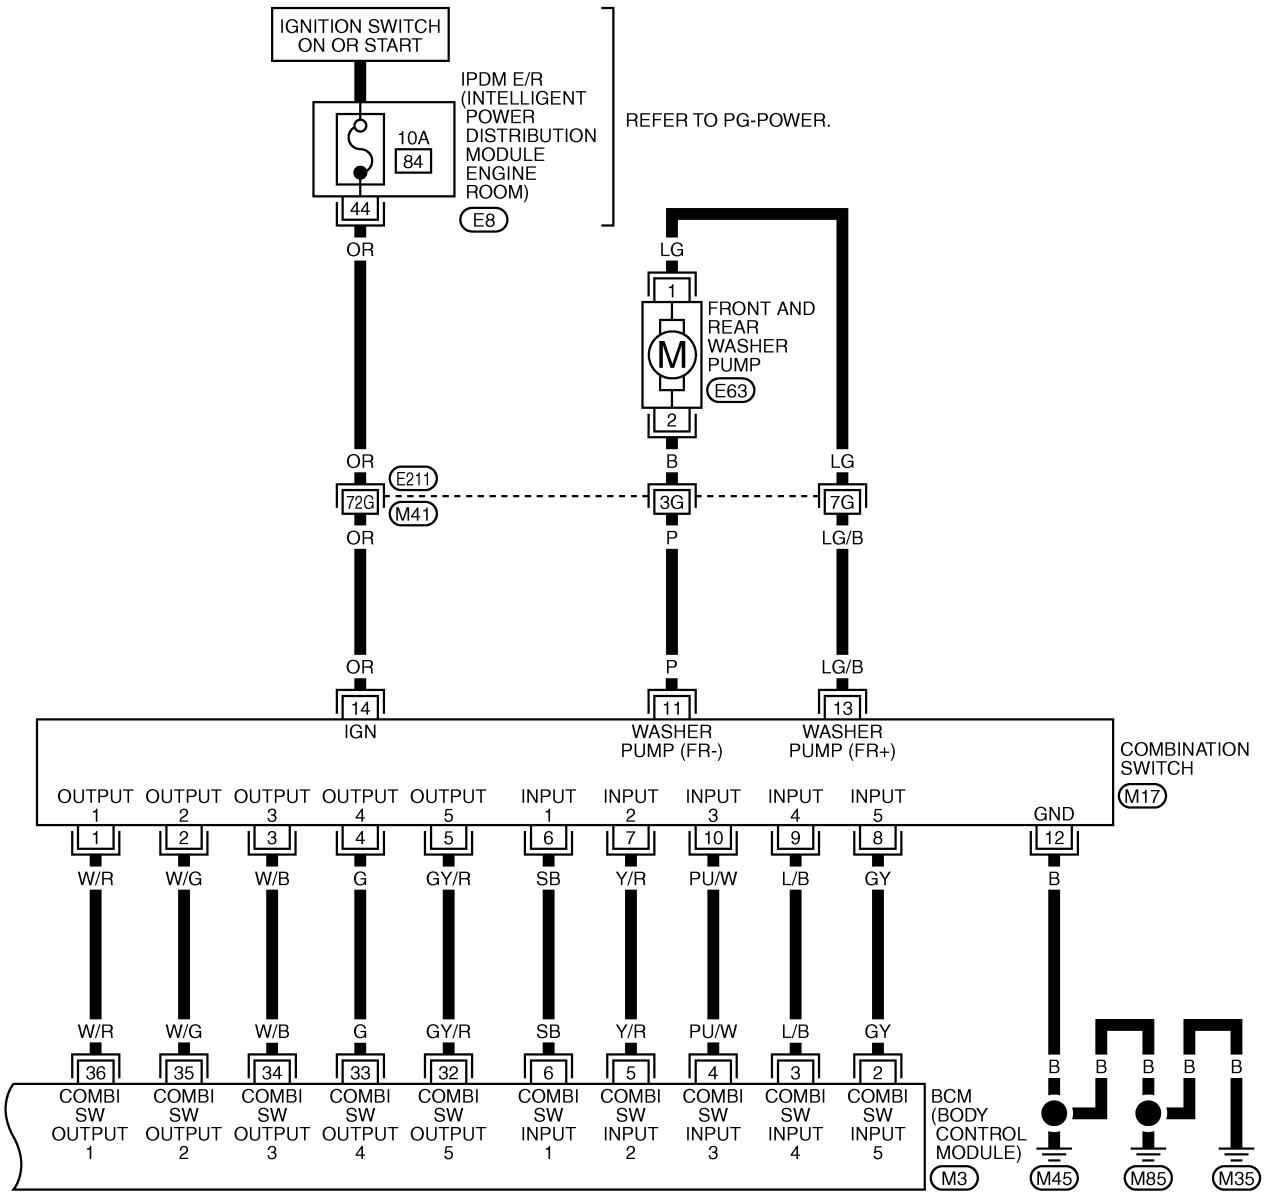 IGNITION SWITCH
ON OR START
IPDM E/R
(INTELLIGENT
POWER
DISTRIBUTION
MODULE
ENGINE
ROOM)
E8
10A
84
44
REFER TO PG-POWER.
OR
LG
1
FRONT AND
REAR
WASHER
PUMP
E63
M
2
OR
B
LG
E211
72G
3G
7G
M41
OR
P
LG/B
OR
P
LG/B
14
11
13
IGN
WASHER
PUMP (FR-)
WASHER
PUMP (FR+)
COMBINATION
SWITCH
M17
OUTPUT
1
OUTPUT
2
OUTPUT
3
OUTPUT
4
OUTPUT
5
INPUT
1
INPUT
2
INPUT
3
INPUT
4
INPUT
5
GND
1
2
3
4
5
6
7
10
9
8
12
W/R
W/G
W/B
G
GY/R
SB
Y/R
PU/W
L/B
GY
B
W/R
W/G
W/B
G
GY/R
SB
Y/R
PU/W
L/B
GY
B
B
B
B
B
36
35
34
33
32
6
5
4
3
2
COMBI
SW
OUTPUT
1
COMBI
SW
OUTPUT
2
COMBI
SW
OUTPUT
3
COMBI
SW
OUTPUT
4
COMBI
SW
OUTPUT
5
COMBI
SW
INPUT
1
COMBI
SW
INPUT
2
COMBI
SW
INPUT
3
COMBI
SW
INPUT
4
COMBI
SW
INPUT
5
BCM
(BODY
CONTROL
MODULE)
M3
M45
M85
M35